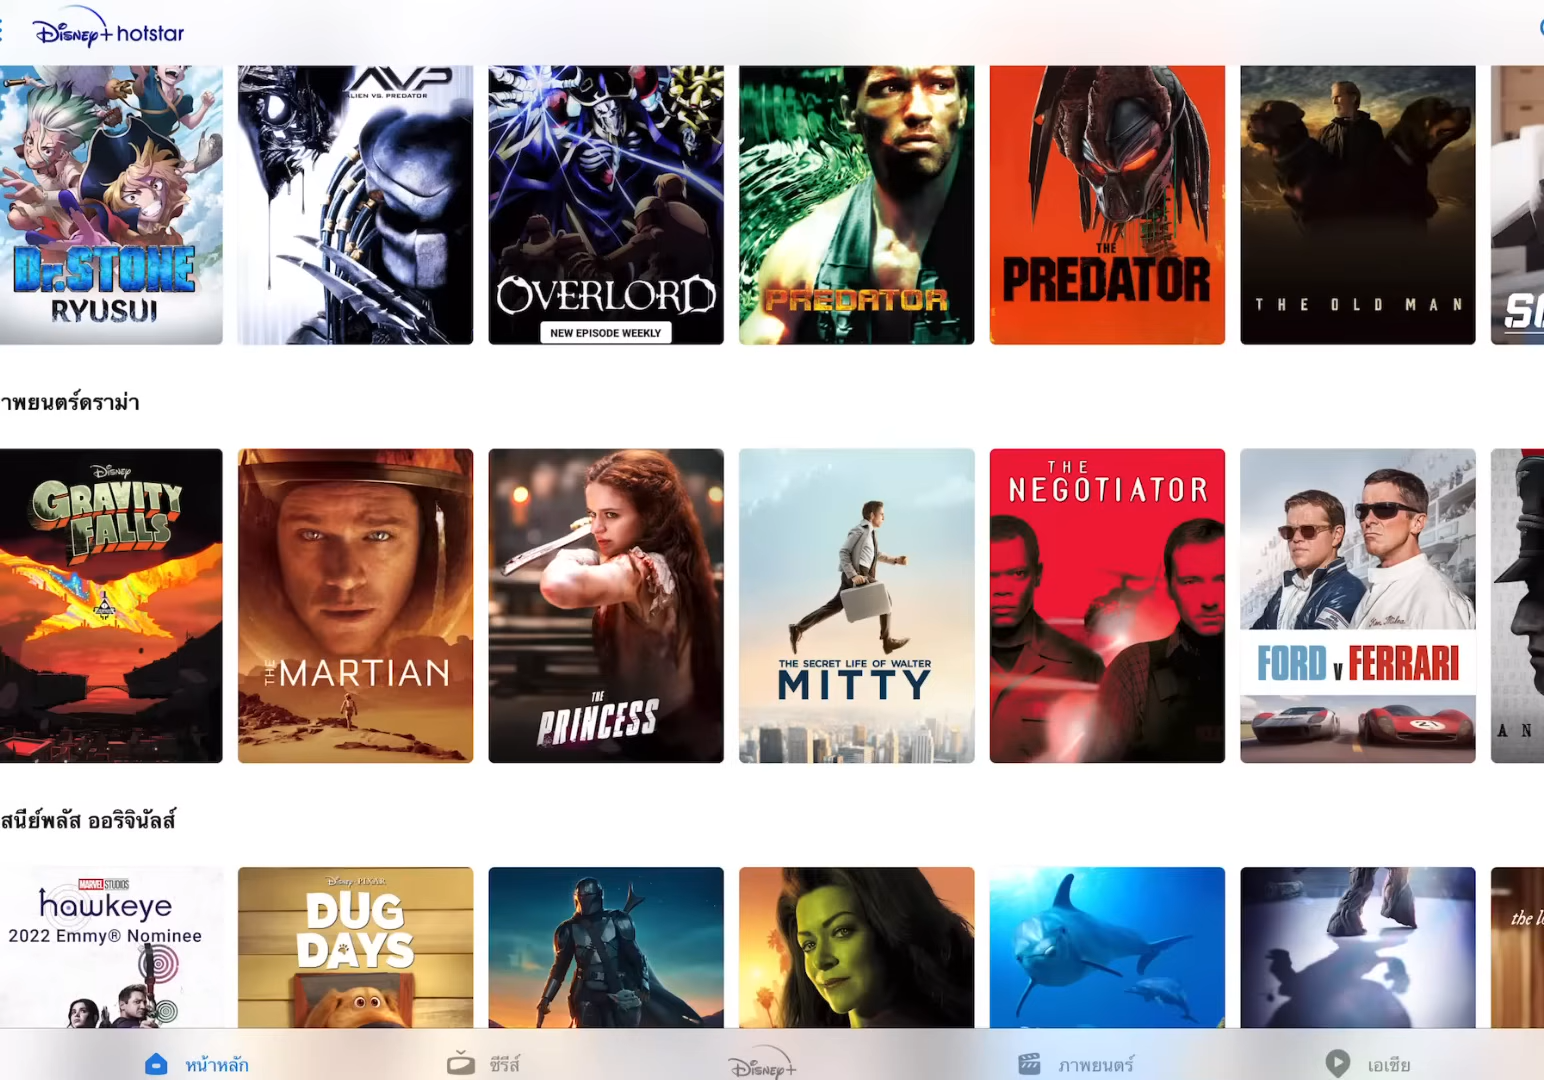 Disney+ hotstar
AVP
ALIEN VS. PREDATOR
Dr.STONE
RYUSUI
OVERLORD
NEW EPISODE WEEKLY
PREDATOR
THE
PREDATOR
THE OLD MAN
าพยนตร์ดราม่า
Disney
GRAVITY
FALLS
THE MARTIAN
THE
PRINCESS
THE SECRET LIFE OF WALTER
MITTY
THE
NEGOTIATOR
FORD v FERRARI
21
A N
สนีย์พลัส ออริจินัลส์
MARVEL STUDIOS
hawkeye
2022 Emmy® Nominee
Disney · PIXAR
DUG
DAYS
the
หน้าหลัก
ซีรีส์
Disney+
ภาพยนตร์
เอเชีย